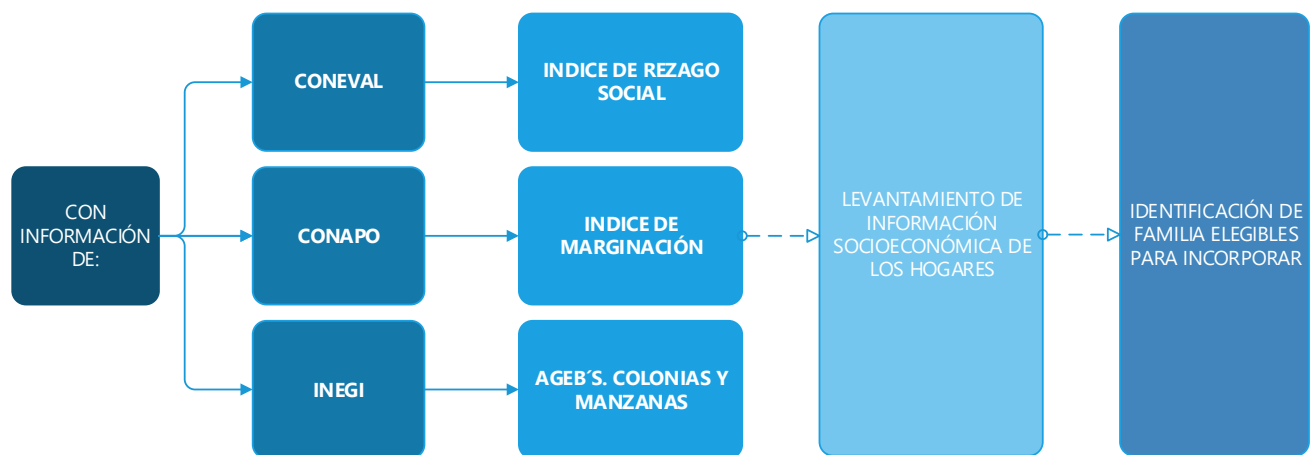 CON
INFORMACIÓN
DE:
CONEVAL
INDICE DE REZAGO
SOCIAL
CONAPO
INDICE DE
MARGINACIÓN
INEGI
AGEB´S. COLONIAS Y
MANZANAS
LEVANTAMIENTO DE
INFORMACIÓN
SOCIOECONÓMICA DE
LOS HOGARES
IDENTIFICACIÓN DE
FAMILIA ELEGIBLES
PARA INCORPORAR